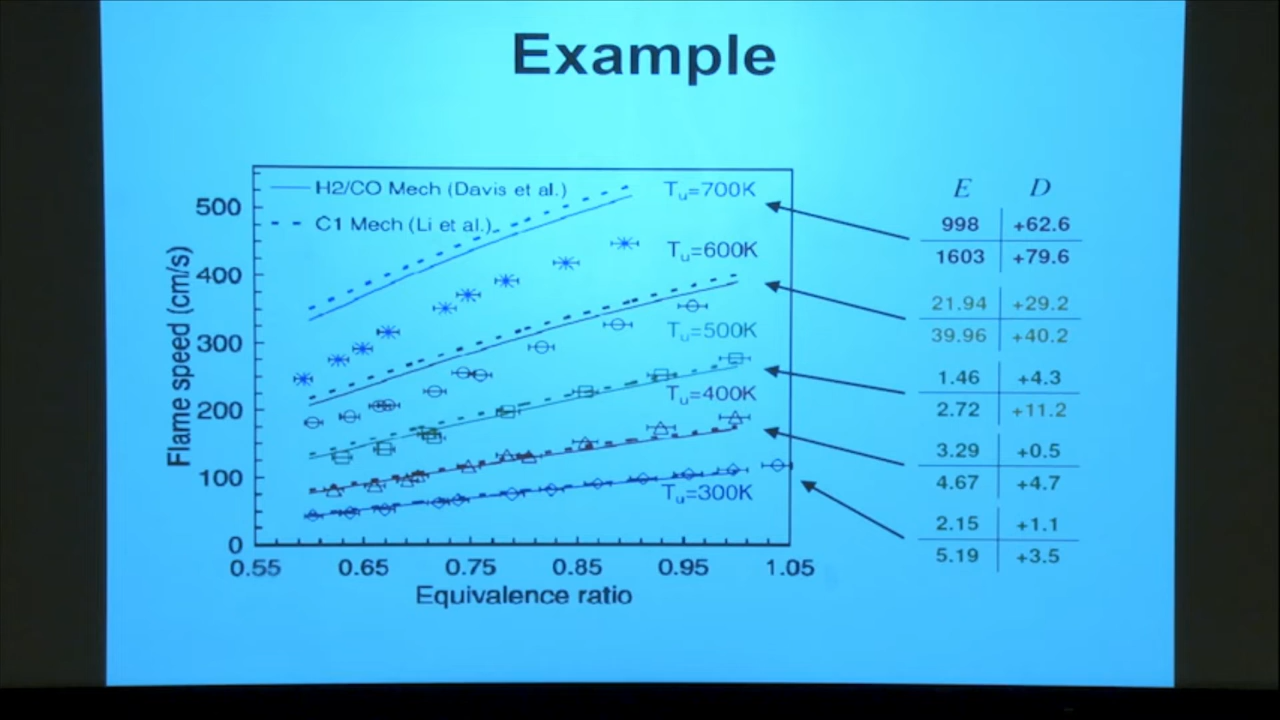 Example
H2/CO Mech (Davis et al.)
C1 Mech (Li et al.)
Tu=700K
Tu=600K
Tu=500K
Tu=400K
Tu=300K
Flame speed (cm/s)
500
400
300
200
100
0
0.55 0.65 0.75 0.85 0.95 1.05
Equivalence ratio
E D
998 +62.6
1603 +79.6
21.94 +29.2
39.96 +40.2
1.46 +4.3
2.72 +11.2
3.29 +0.5
4.67 +4.7
2.15 +1.1
5.19 +3.5